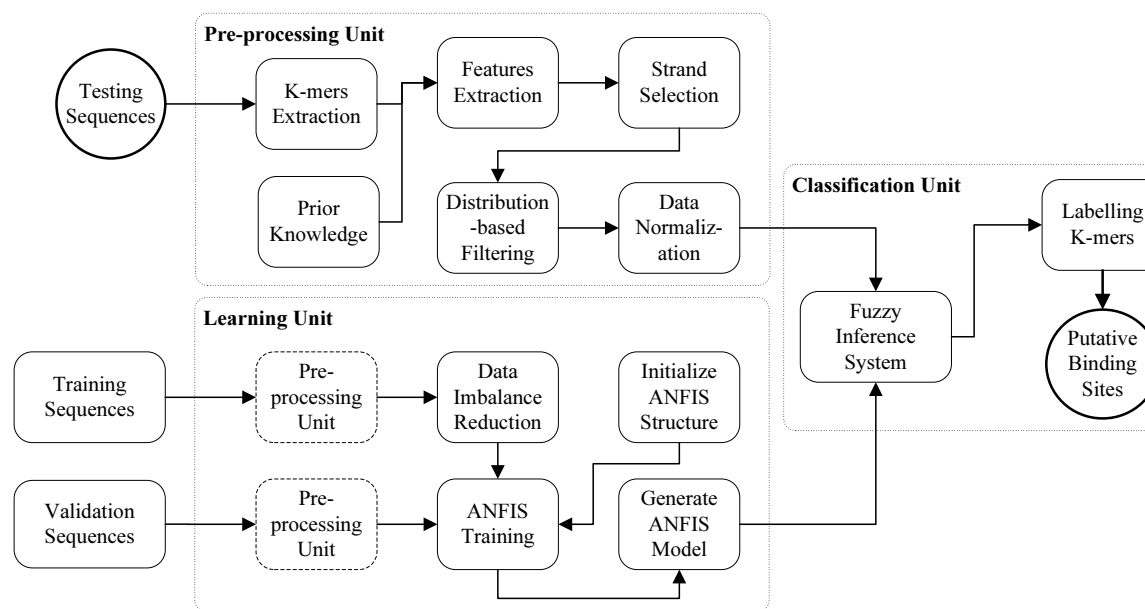 Pre-processing Unit
Testing
Sequences
K-mers
Extraction
Features
Extraction
Strand
Selection
Prior
Knowledge
Distribution
-based
Filtering
Data
Normaliz-
ation
Classification Unit
Labelling
K-mers
Fuzzy
Inference
System
Putative
Binding
Sites
Learning Unit
Training
Sequences
Pre-
processing
Unit
Data
Imbalance
Reduction
Initialize
ANFIS
Structure
Validation
Sequences
Pre-
processing
Unit
ANFIS
Training
Generate
ANFIS
Model